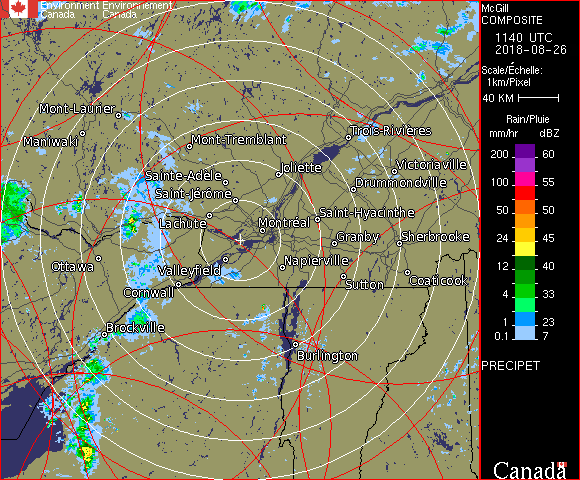 Environment Environnement
Canada Canada
McGill
COMPOSITE
1140 UTC
2018-08-26
Scale/Échelle:
1km/Pixel
40 KM
Rain/Pluie
mm/hr dBZ
200 60
150 57
100 55
50 50
24 45
12 40
4 33
1 23
0.1 7
PRECIPET
Canada
Mont-Laurier
Maniwaki
Mont-Tremblant
Trois-Rivières
Victoriaville
Sainte-Adèle
Joliette
Drummondville
Saint-Jérôme
Lachute
Montréal
Saint-Hyacinthe
Granby
Sherbrooke
Ottawa
Valleyfield
Napierville
Cornwall
Sutton
Coaticook
Brockville
Burlington